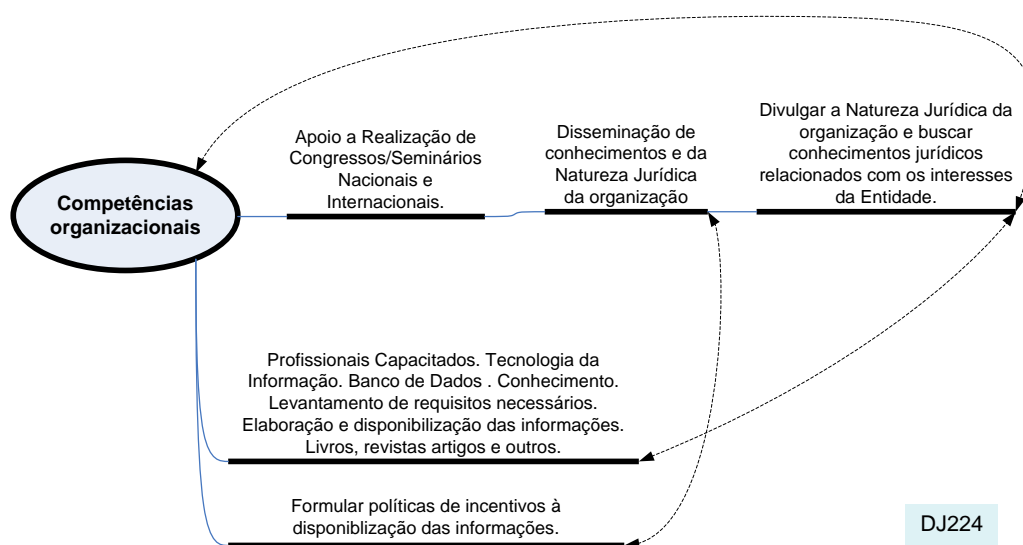 Competências
organizacionais
Apoio a Realização de
Congressos/Seminários
Nacionais e
Internacionais.
Disseminação de
conhecimentos e da
Natureza Jurídica
da organização
Divulgar a Natureza Jurídica da
organização e buscar
conhecimentos jurídicos
relacionados com os interesses
da Entidade.
Profissionais Capacitados. Tecnologia da
Informação. Banco de Dados . Conhecimento.
Levantamento de requisitos necessários.
Elaboração e disponibilização das informações.
Livros, revistas artigos e outros.
Formular políticas de incentivos à
disponiblização das informações.
DJ224